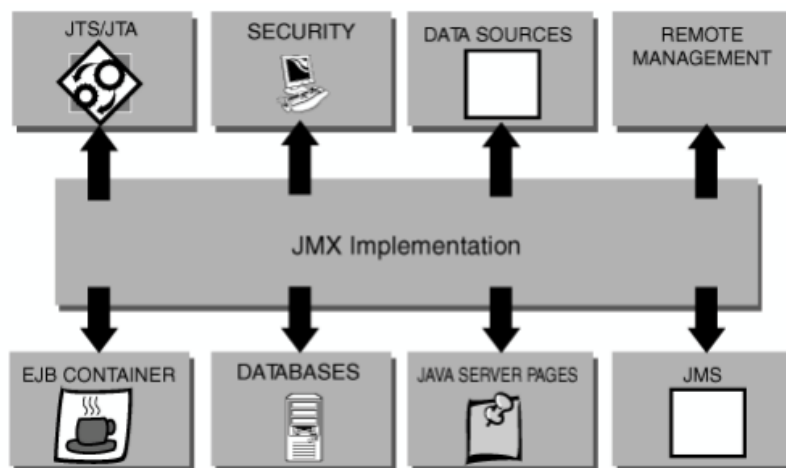 JTS/JTA
SECURITY
DATA SOURCES
REMOTE
MANAGEMENT
JMX Implementation
EJB CONTAINER
DATABASES
JAVA SERVER PAGES
JMS